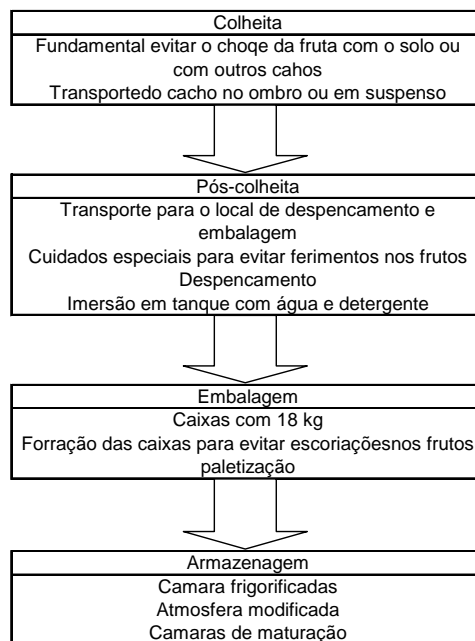 Colheita
Fundamental evitar o choqe da fruta com o solo ou
com outros cahos
Transportedo cacho no ombro ou em suspenso
Pós-colheita
Transporte para o local de despencamento e
embalagem
Cuidados especiais para evitar ferimentos nos frutos
Despencamento
Imersão em tanque com água e detergente
Embalagem
Caixas com 18 kg
Forração das caixas para evitar escoriaçõesnos frutos
paletização
Armazenagem
Camara frigorificadas
Atmosfera modificada
Camaras de maturação